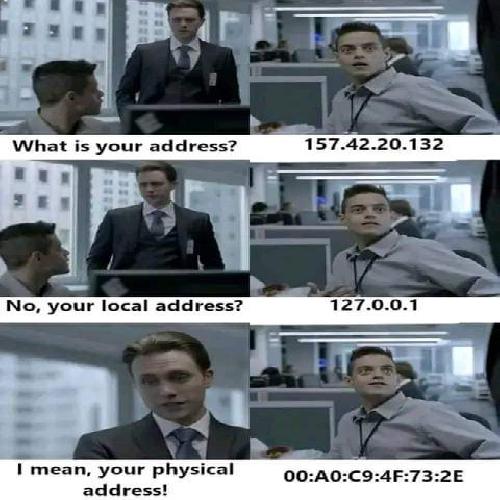 What is your address?
157.42.20.132
No, your local address?
127.0.0.1
I mean, your physical
address!
00:A0:C9:4F:73:2E